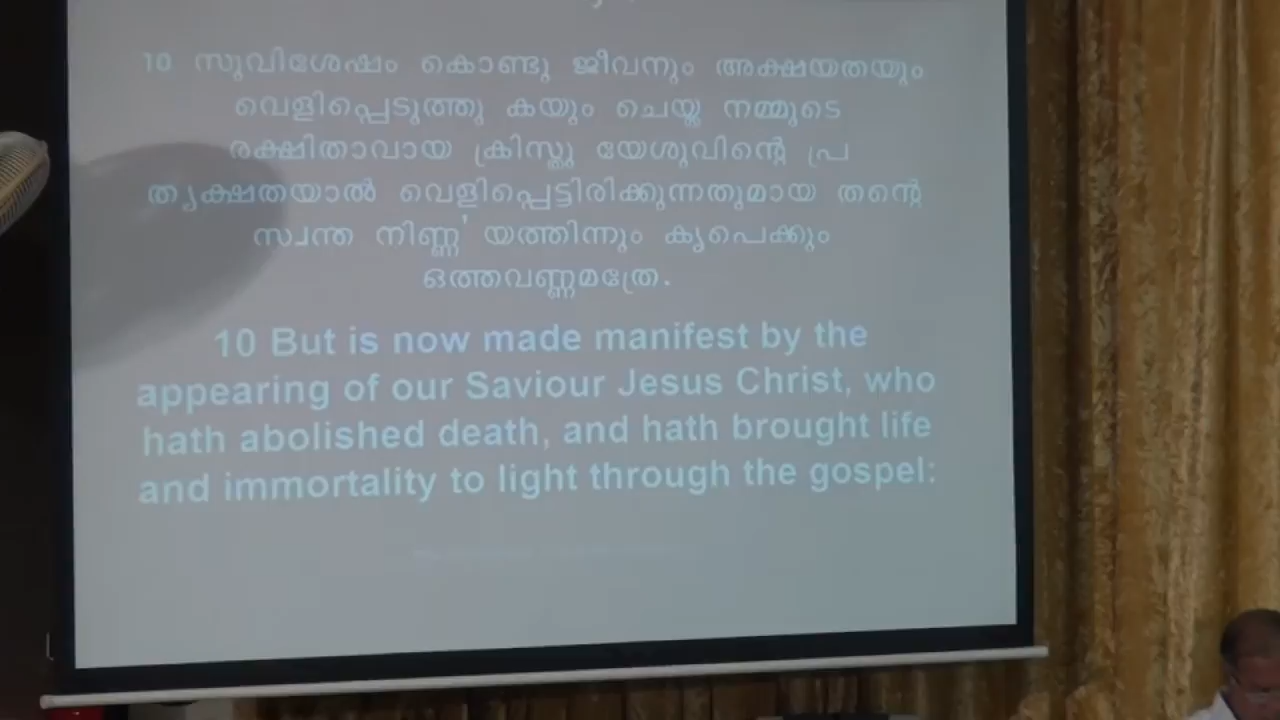 10 സുവിശേഷം കൊണ്ടു ജീവനും അക്ഷയതയും
വെളിപ്പെടുത്തു കയും ചെയ്തു നമ്മുടെ
രക്ഷിതാവായ ക്രിസ്തു യേശുവിന്റെ പ്ര
ത്യക്ഷതയാൽ വെളിപ്പെട്ടിരിക്കുന്നതുമായ തന്റെ
സ്വന്ത നിണ്ണ' യത്തിന്നും കൃപെക്കും
ഒത്തവണ്ണമത്രേ.
10 But is now made manifest by the
appearing of our Saviour Jesus Christ, who
hath abolished death, and hath brought life
and immortality to light through the gospel: